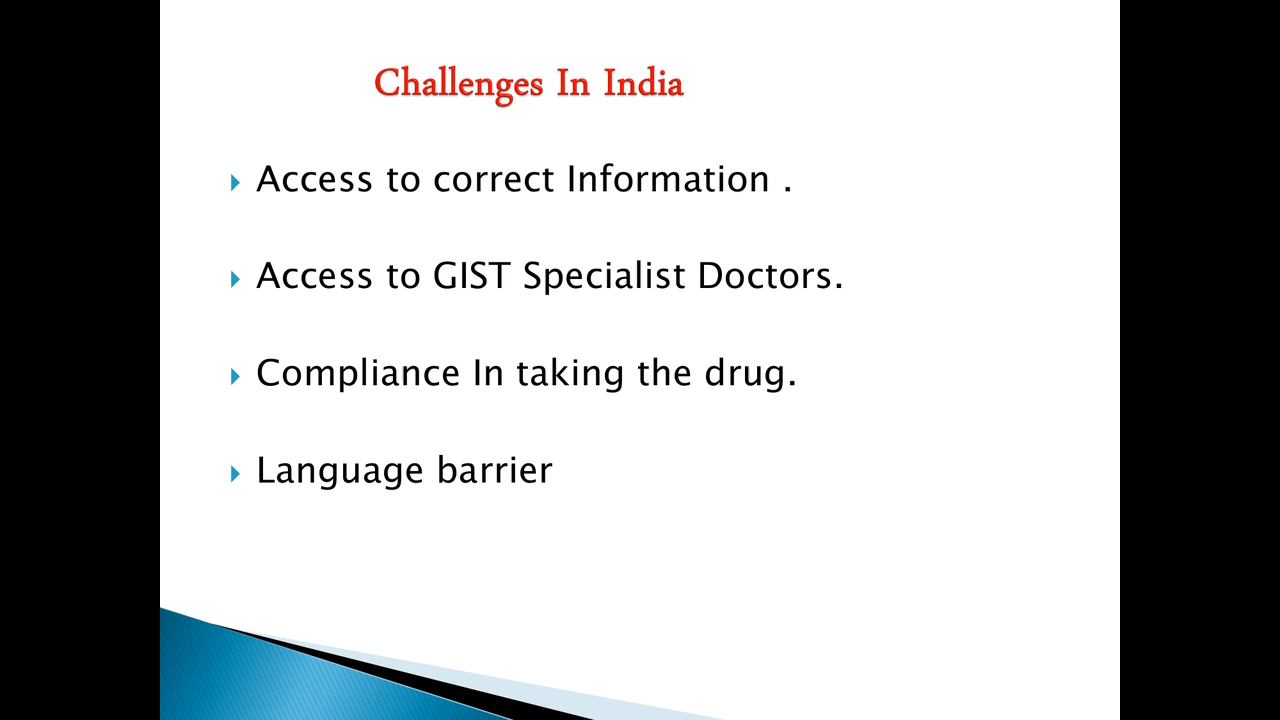 Challenges In India
Access to correct Information .
Access to GIST Specialist Doctors.
Compliance In taking the drug.
Language barrier